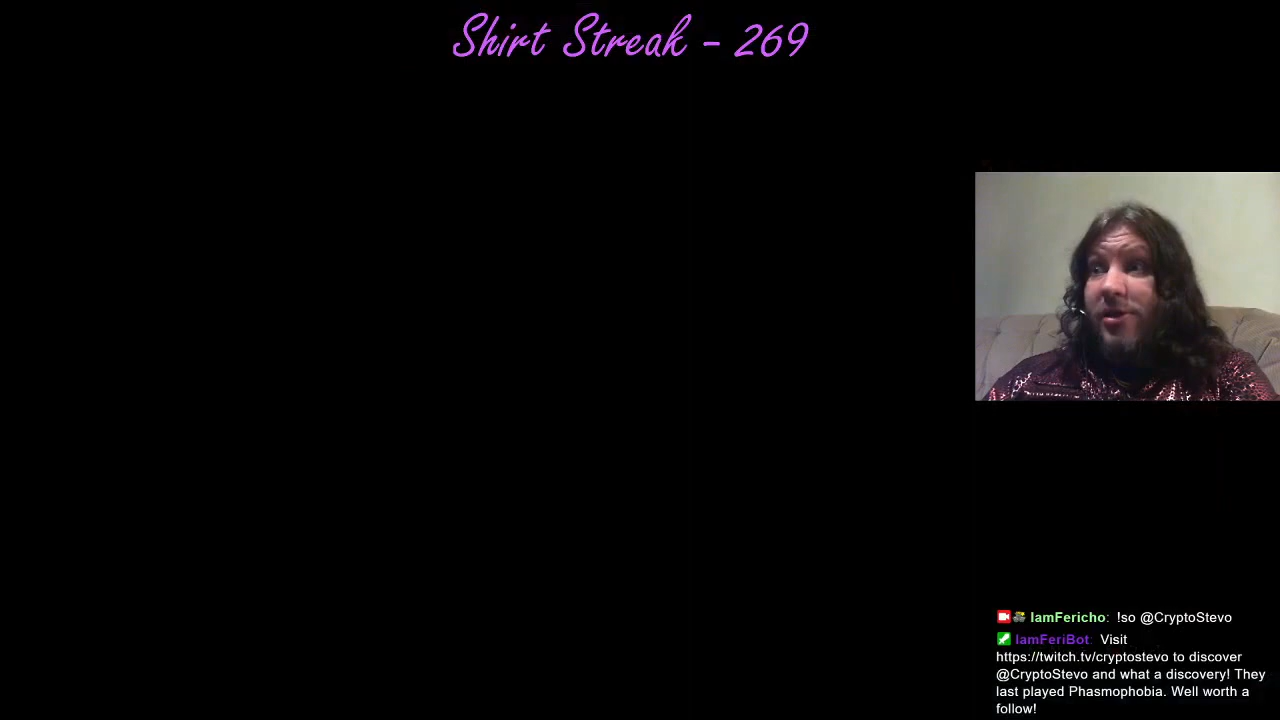 Shirt Streak - 269
IamFericho: !so @CryptoStevo
IamFeriBot: Visit
https://twitch.tv/cryptostevo to discover
@CryptoStevo and what a discovery! They
last played Phasmophobia. Well worth a
follow!